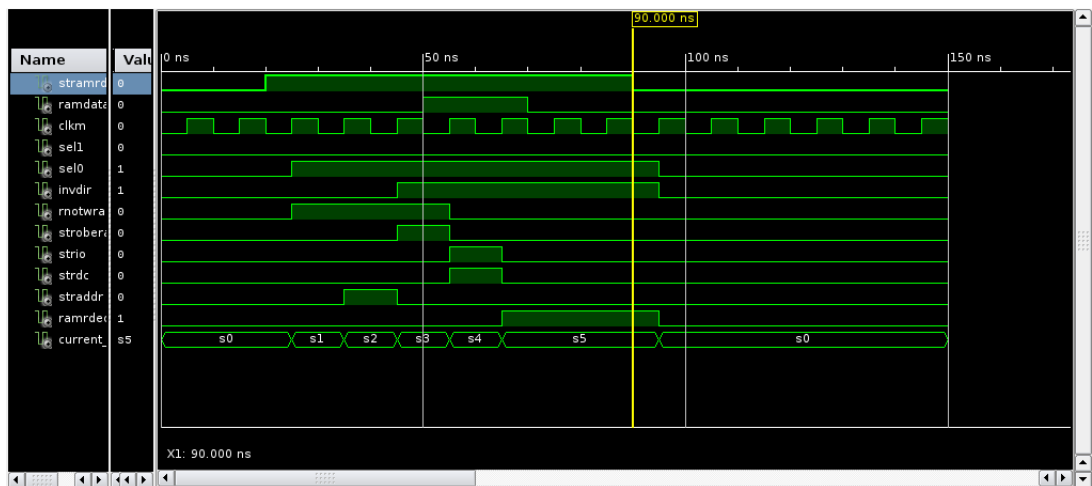 90.000 ns
Name Valu 0 ns 50 ns 100 ns 150 ns
stramrd 0
ramdata 0
clkm 0
sel1 0
sel0 1
invdir 1
rnotwra 0
strobera 0
strio 0
strdc 0
straddr 0
ramrdec 1
current_ s5 s0 s1 s2 s3 s4 s5 s0
X1: 90.000 ns